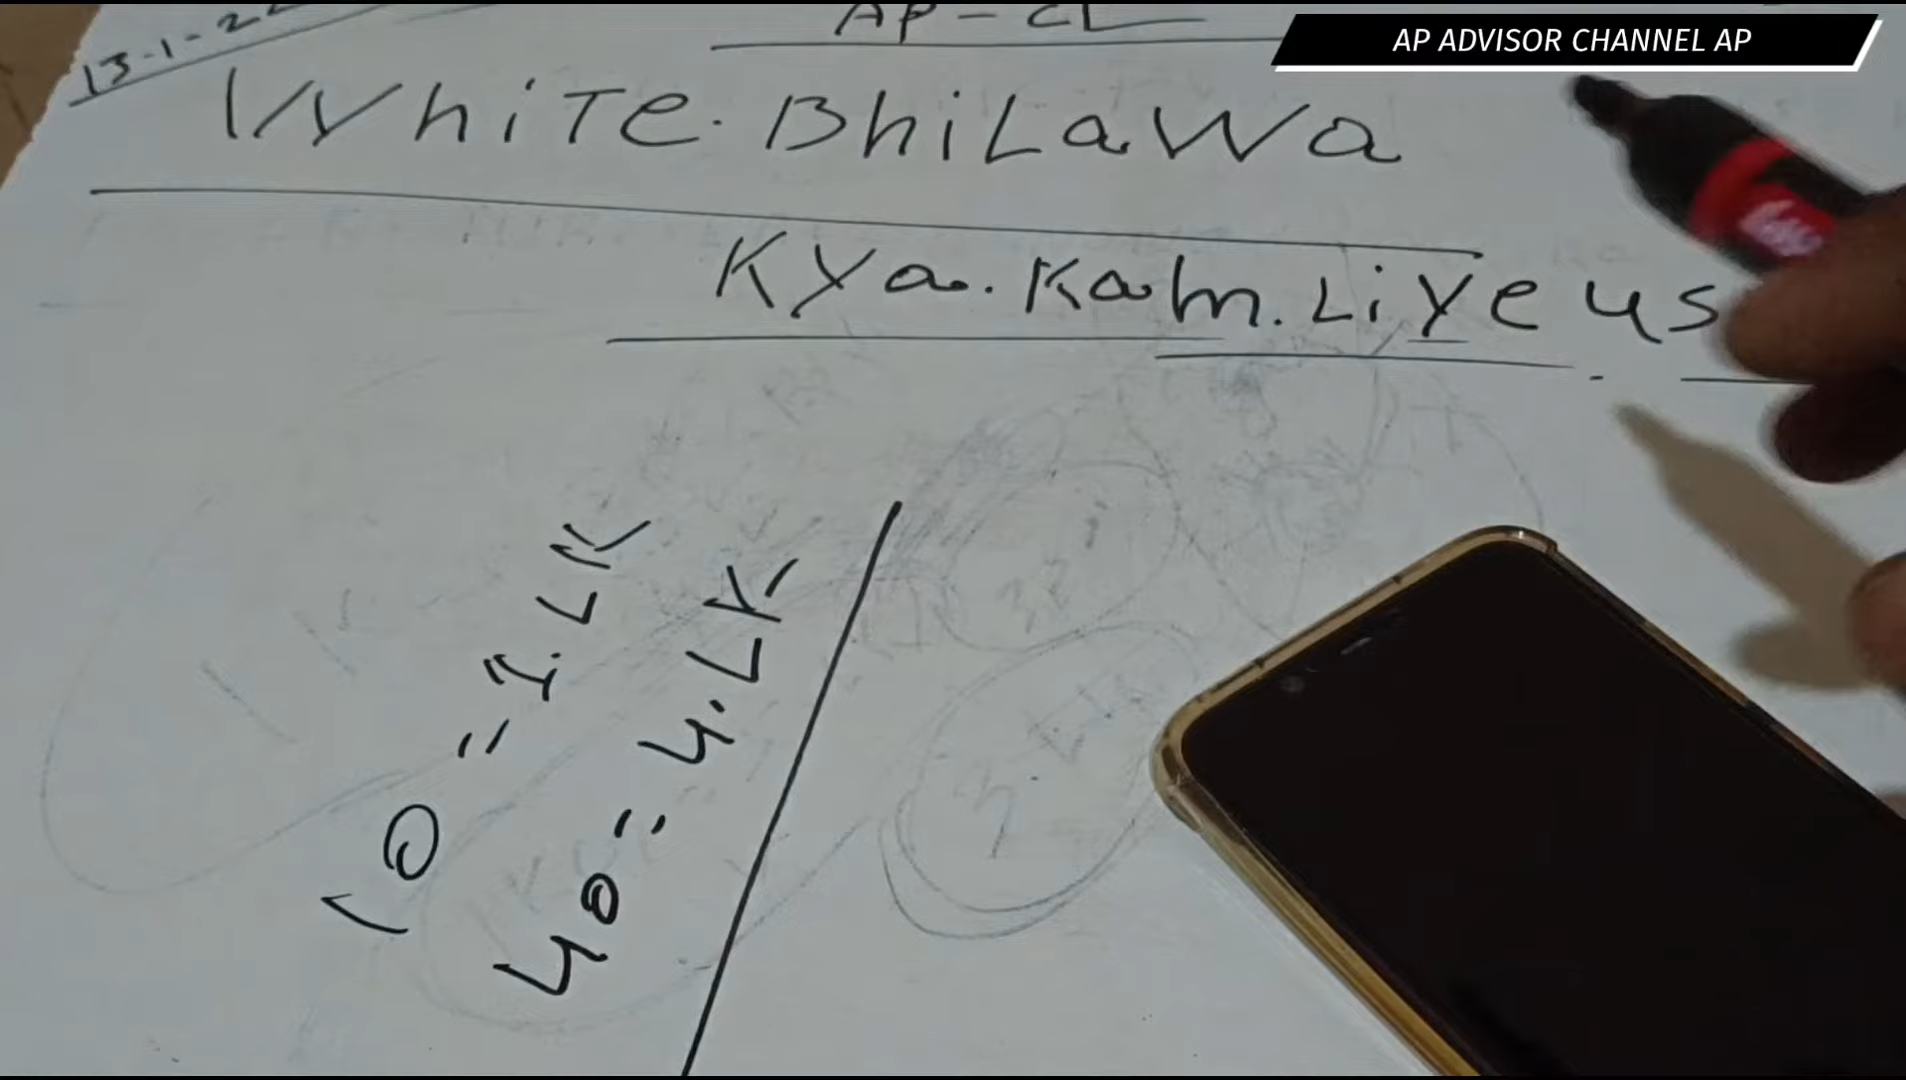 AP ADVISOR CHANNEL AP
AP - CL
13-1-22
WhiTe. BhiLaWa
KYa. Kam. LiYe us
10 = 1. LK
40 = 4. LK